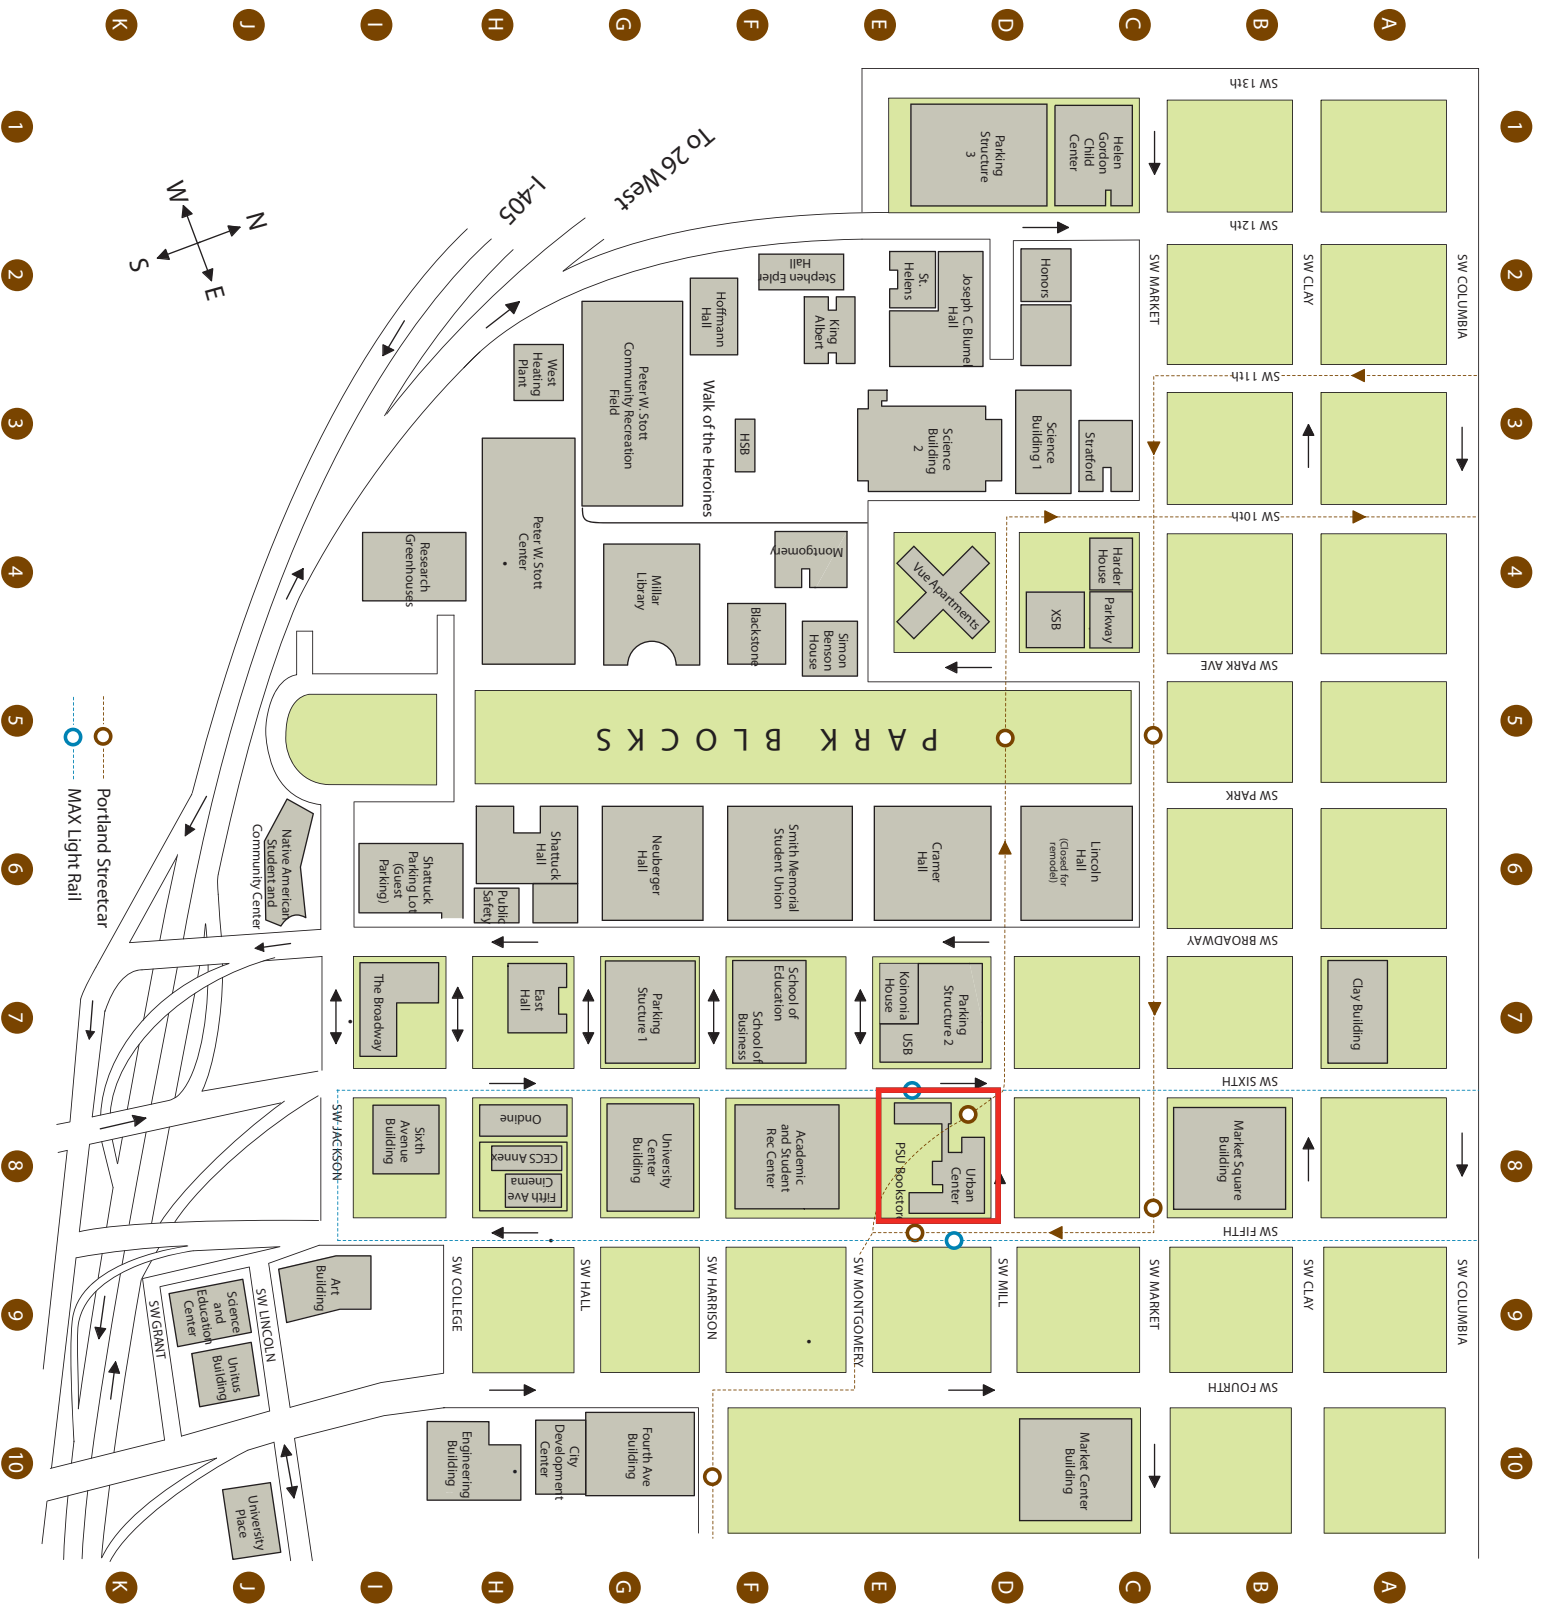 K
J
I
H
G
F
E
D
C
B
A
1
2
3
4
5
6
7
8
9
10
1
2
3
4
5
6
7
8
9
10
K
J
I
H
G
F
E
D
C
B
A
N
W
E
S
I-405
To 26 West
SW 13th
SW 12th
SW 11th
SW 10th
SW PARK AVE
SW PARK
SW BROADWAY
SW SIXTH
SW FIFTH
SW FOURTH
SW COLUMBIA
SW CLAY
SW MARKET
SW COLUMBIA
SW CLAY
SW MARKET
SW MILL
SW MONTGOMERY
SW HARRISON
SW HALL
SW COLLEGE
SW JACKSON
SW LINCOLN
SW GRANT
Helen
Gordon
Child
Center
Parking
Structure
3
Honors
Joseph C. Blumel
Hall
St.
Helens
Stephen Epler
Hall
King
Albert
Hoffmann
Hall
Peter W. Stott
Community Recreation
Field
West
Heating
Plant
Walk of the Heroines
HSB
Science
Building
2
Science
Building 1
Stratford
Harder
House
Parkway
XSB
Vue Apartments
Montgomery
Blackstone
Simon
Benson
House
Millar
Library
Peter W. Stott
Center
Research
Greenhouses
PARK BLOCKS
Lincoln
Hall
(Closed for
remodel)
Cramer
Hall
Smith Memorial
Student Union
Neuberger
Hall
Shattuck
Hall
Public
Safety
Shattuck
Parking Lot
(Guest
Parking)
Native American
Student and
Community Center
Portland Streetcar
MAX Light Rail
Clay Building
Parking
Structure 2
Koinonia
House
USB
School of
Education
School of
Business
Parking
Stucture 1
East
Hall
The Broadway
Market Square
Building
Urban
Center
PSU Bookstore
Academic
and Student
Rec Center
University
Center
Building
Ondine
CECS Annex
Fifth Ave
Cinema
Sixth
Avenue
Building
Art
Building
Science
and
Education
Center
Unitus
Building
Market Center
Building
Fourth Ave
Building
City
Development
Center
Engineering
Building
University
Place